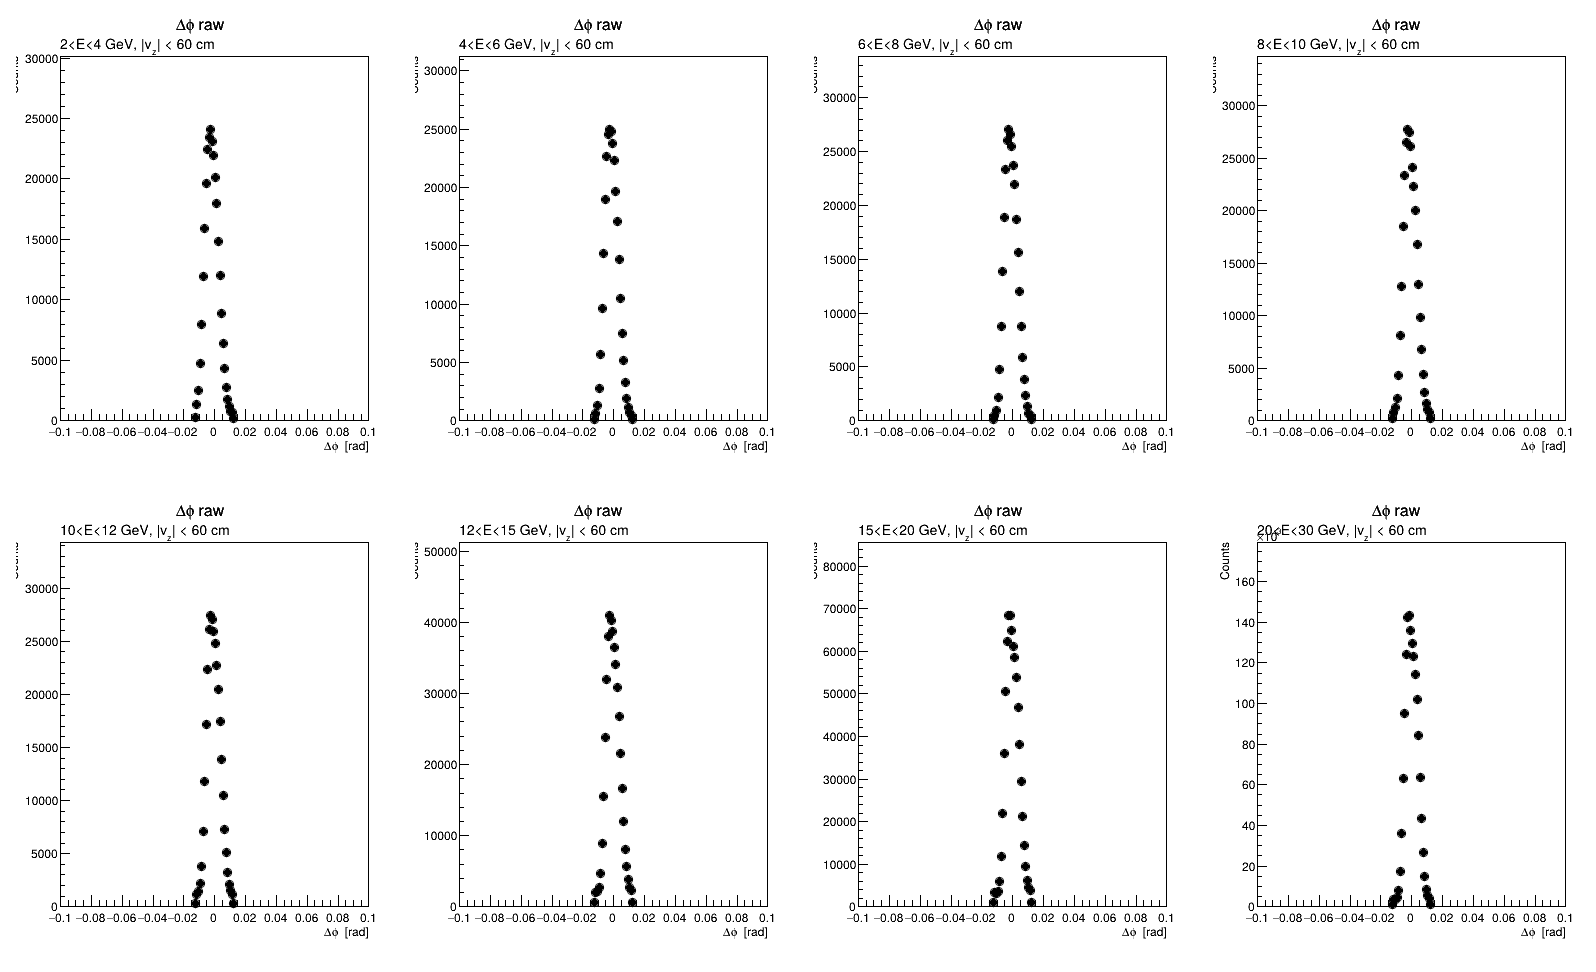 Δϕ raw
2<E<4 GeV, |v_z| < 60 cm
Counts
30000
25000
20000
15000
10000
5000
0
−0.1 −0.08 −0.06 −0.04 −0.02 0 0.02 0.04 0.06 0.08 0.1
Δϕ [rad]
Δϕ raw
4<E<6 GeV, |v_z| < 60 cm
Counts
30000
25000
20000
15000
10000
5000
0
−0.1 −0.08 −0.06 −0.04 −0.02 0 0.02 0.04 0.06 0.08 0.1
Δϕ [rad]
Δϕ raw
6<E<8 GeV, |v_z| < 60 cm
Counts
30000
25000
20000
15000
10000
5000
0
−0.1 −0.08 −0.06 −0.04 −0.02 0 0.02 0.04 0.06 0.08 0.1
Δϕ [rad]
Δϕ raw
8<E<10 GeV, |v_z| < 60 cm
Counts
30000
25000
20000
15000
10000
5000
0
−0.1 −0.08 −0.06 −0.04 −0.02 0 0.02 0.04 0.06 0.08 0.1
Δϕ [rad]
Δϕ raw
10<E<12 GeV, |v_z| < 60 cm
Counts
30000
25000
20000
15000
10000
5000
0
−0.1 −0.08 −0.06 −0.04 −0.02 0 0.02 0.04 0.06 0.08 0.1
Δϕ [rad]
Δϕ raw
12<E<15 GeV, |v_z| < 60 cm
Counts
50000
40000
30000
20000
10000
0
−0.1 −0.08 −0.06 −0.04 −0.02 0 0.02 0.04 0.06 0.08 0.1
Δϕ [rad]
Δϕ raw
15<E<20 GeV, |v_z| < 60 cm
Counts
80000
70000
60000
50000
40000
30000
20000
10000
0
−0.1 −0.08 −0.06 −0.04 −0.02 0 0.02 0.04 0.06 0.08 0.1
Δϕ [rad]
Δϕ raw
20<E<30 GeV, |v_z| < 60 cm
Counts
160
140
120
100
80
60
40
20
0
−0.1 −0.08 −0.06 −0.04 −0.02 0 0.02 0.04 0.06 0.08 0.1
Δϕ [rad]